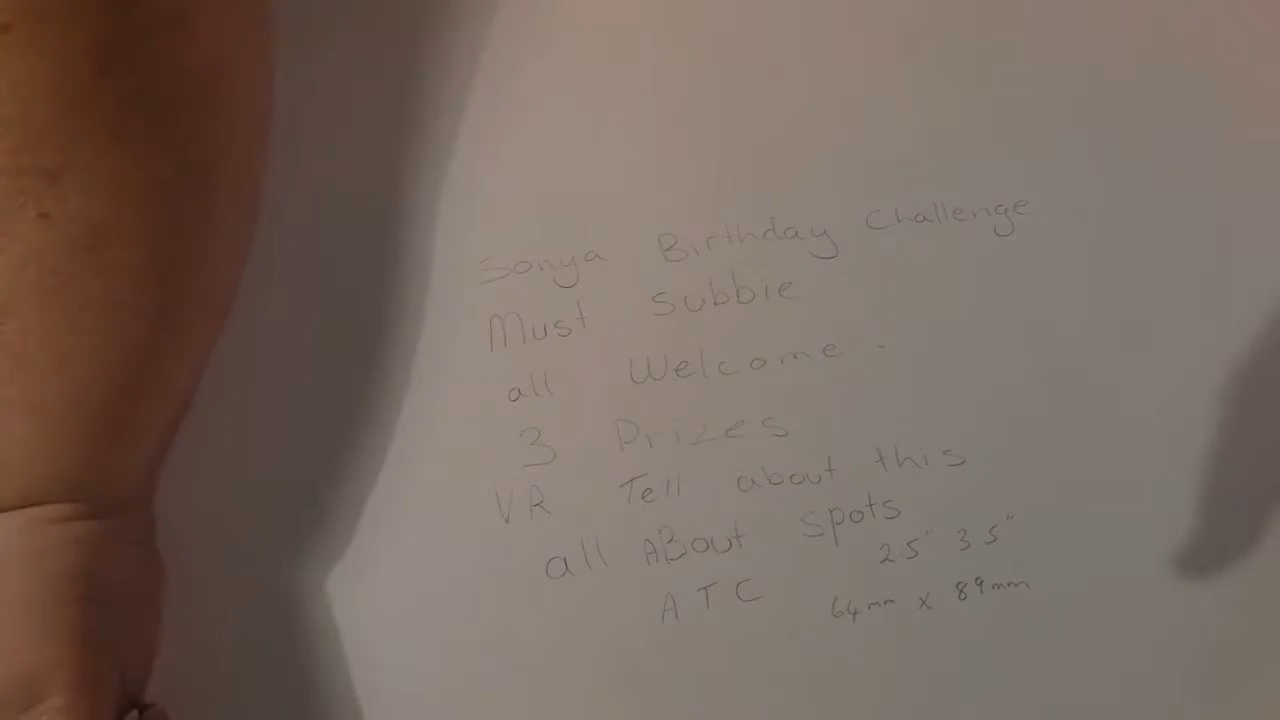 Sonya Birthday Challenge
Must Subbie
all Welcome.
3 Prizes
VR Tell about this
all ABout spots
2.5" 3.5"
ATC 64mm x 89mm